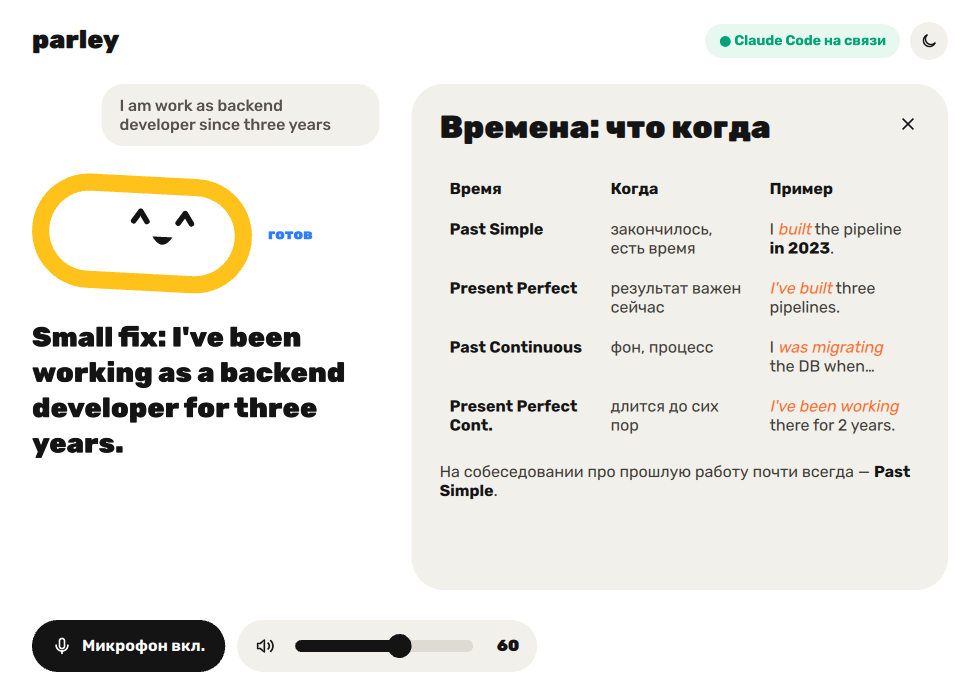 parley
Claude Code на связи
I am work as backend
developer since three years
готов
Small fix: I've been
working as a backend
developer for three
years.
Времена: что когда
Время Когда Пример
Past Simple закончилось, I built the pipeline
есть время in 2023.
Present Perfect результат важен I've built three
сейчас pipelines.
Past Continuous фон, процесс I was migrating
the DB when…
Present Perfect длится до сих I've been working
Cont. пор there for 2 years.
На собеседовании про прошлую работу почти всегда — Past
Simple.
Микрофон вкл.
60